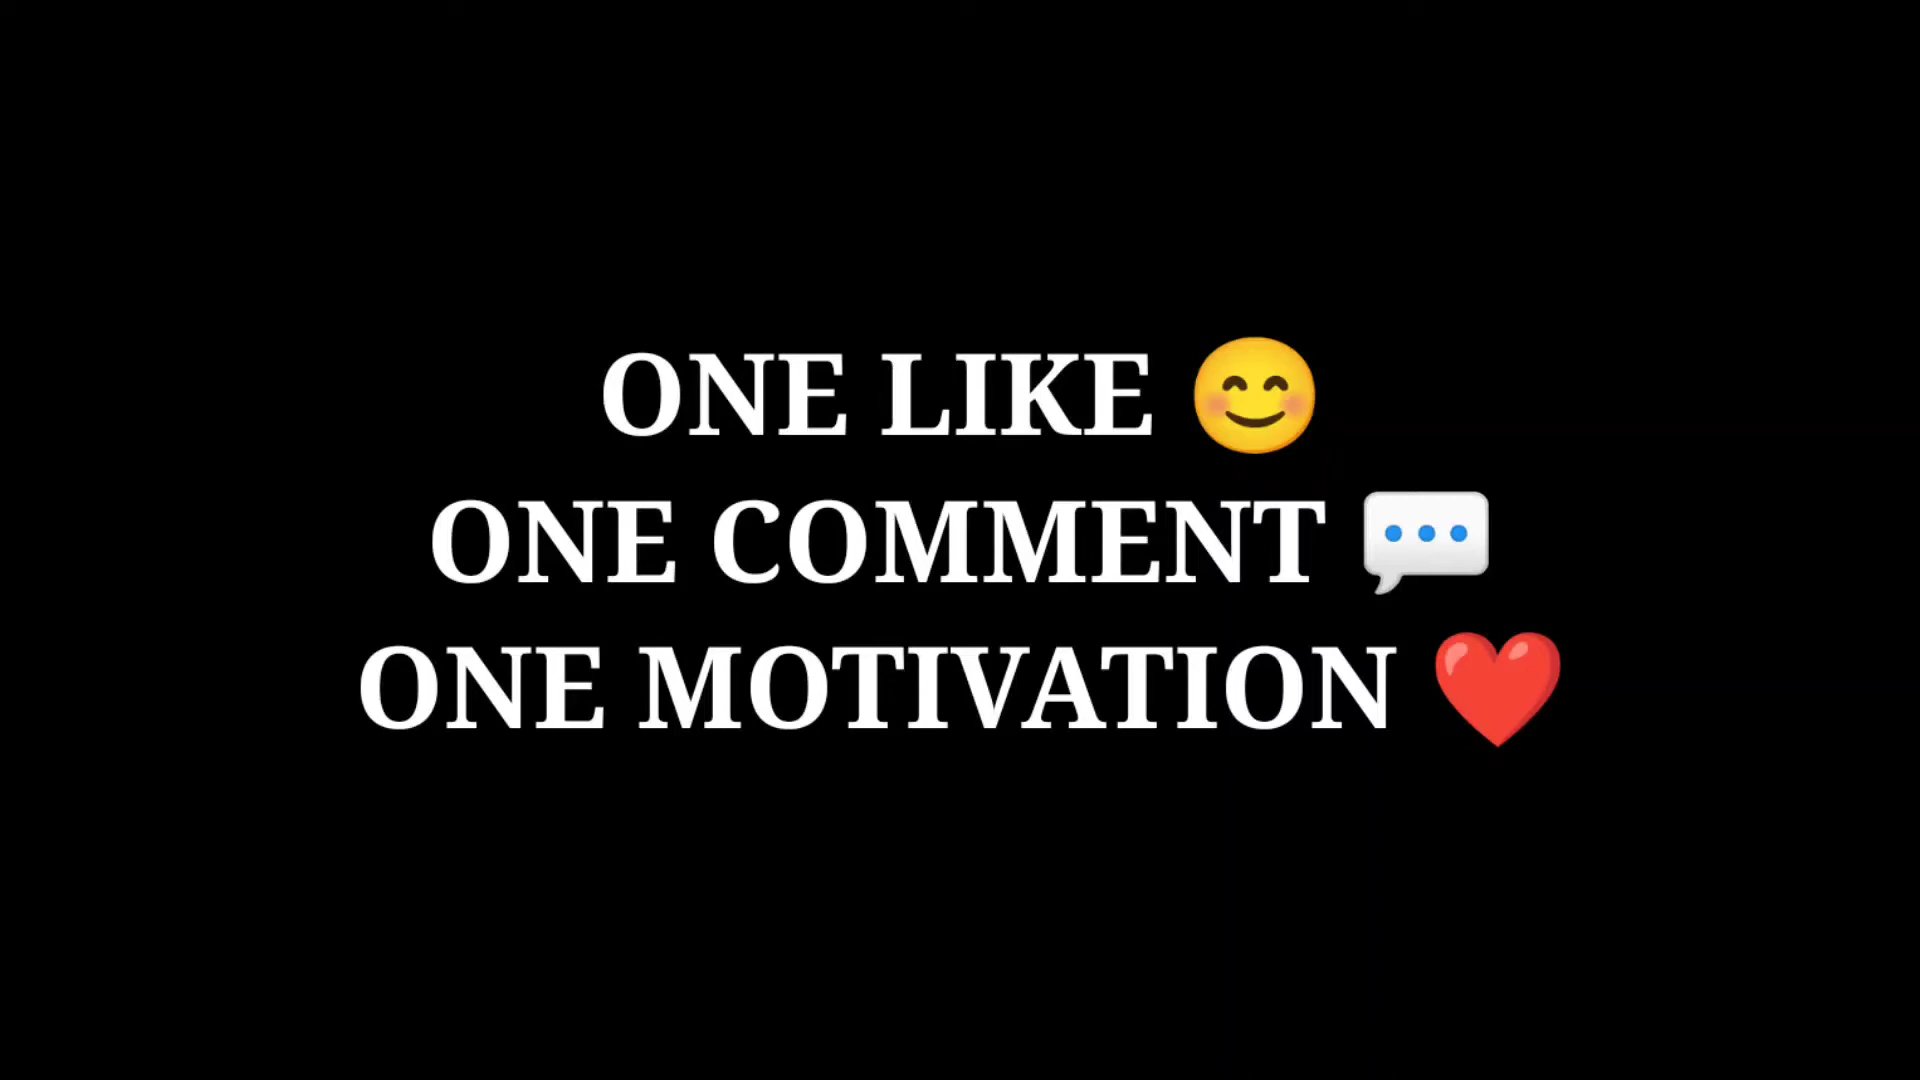 ONE LIKE 😊
ONE COMMENT 💬
ONE MOTIVATION ❤️